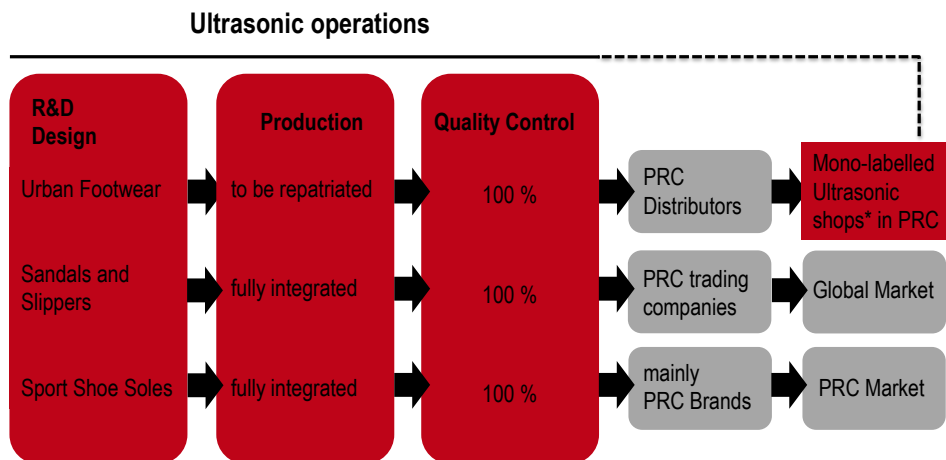 Ultrasonic operations
R&D
Design
Production
Quality Control
Urban Footwear
to be repatriated
100 %
PRC
Distributors
Mono-labelled
Ultrasonic
shops* in PRC
Sandals and
Slippers
fully integrated
100 %
PRC trading
companies
Global Market
Sport Shoe Soles
fully integrated
100 %
mainly
PRC Brands
PRC Market